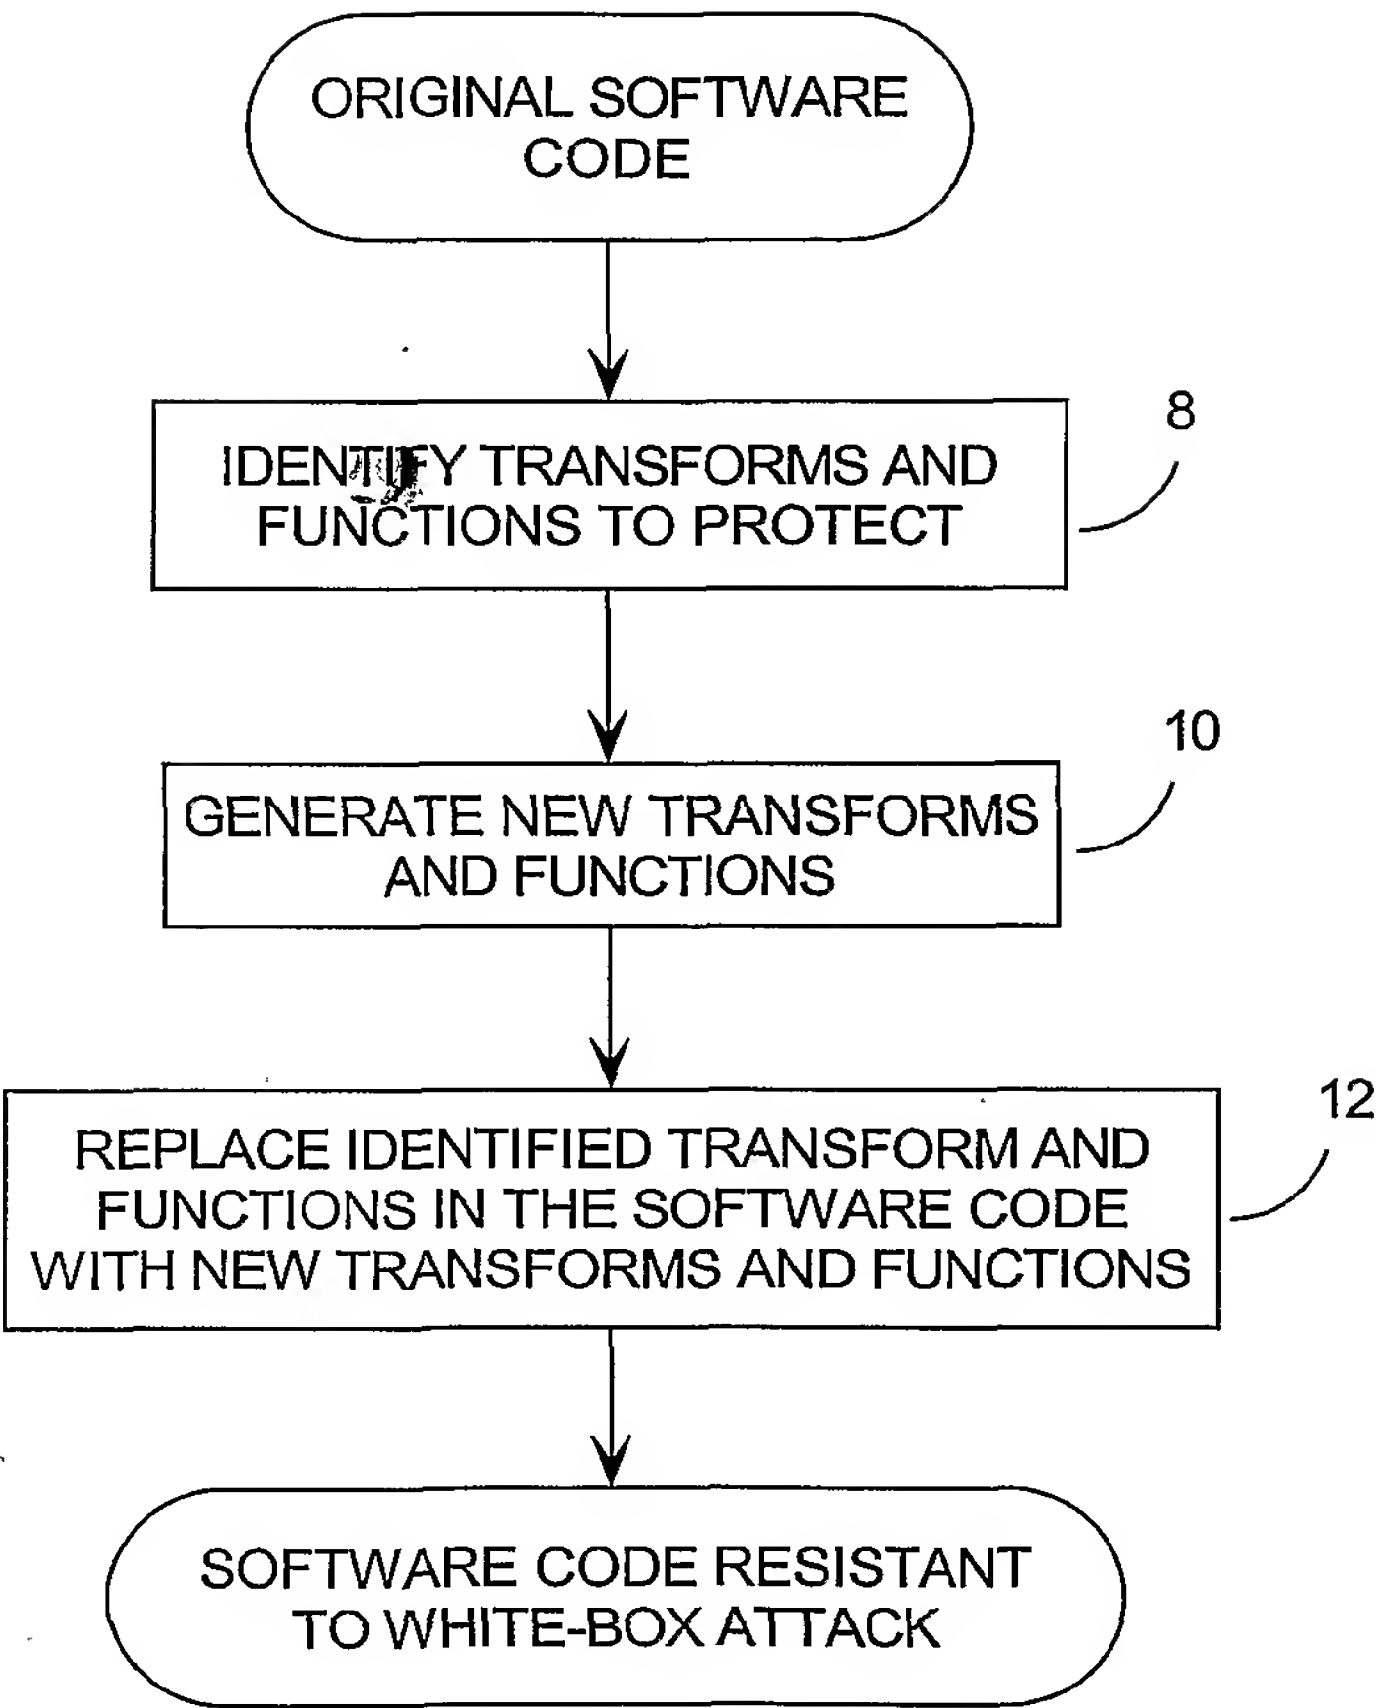 ORIGINAL SOFTWARE
CODE
8
IDENTIFY TRANSFORMS AND
FUNCTIONS TO PROTECT
10
GENERATE NEW TRANSFORMS
AND FUNCTIONS
12
REPLACE IDENTIFIED TRANSFORM AND
FUNCTIONS IN THE SOFTWARE CODE
WITH NEW TRANSFORMS AND FUNCTIONS
SOFTWARE CODE RESISTANT
TO WHITE-BOX ATTACK